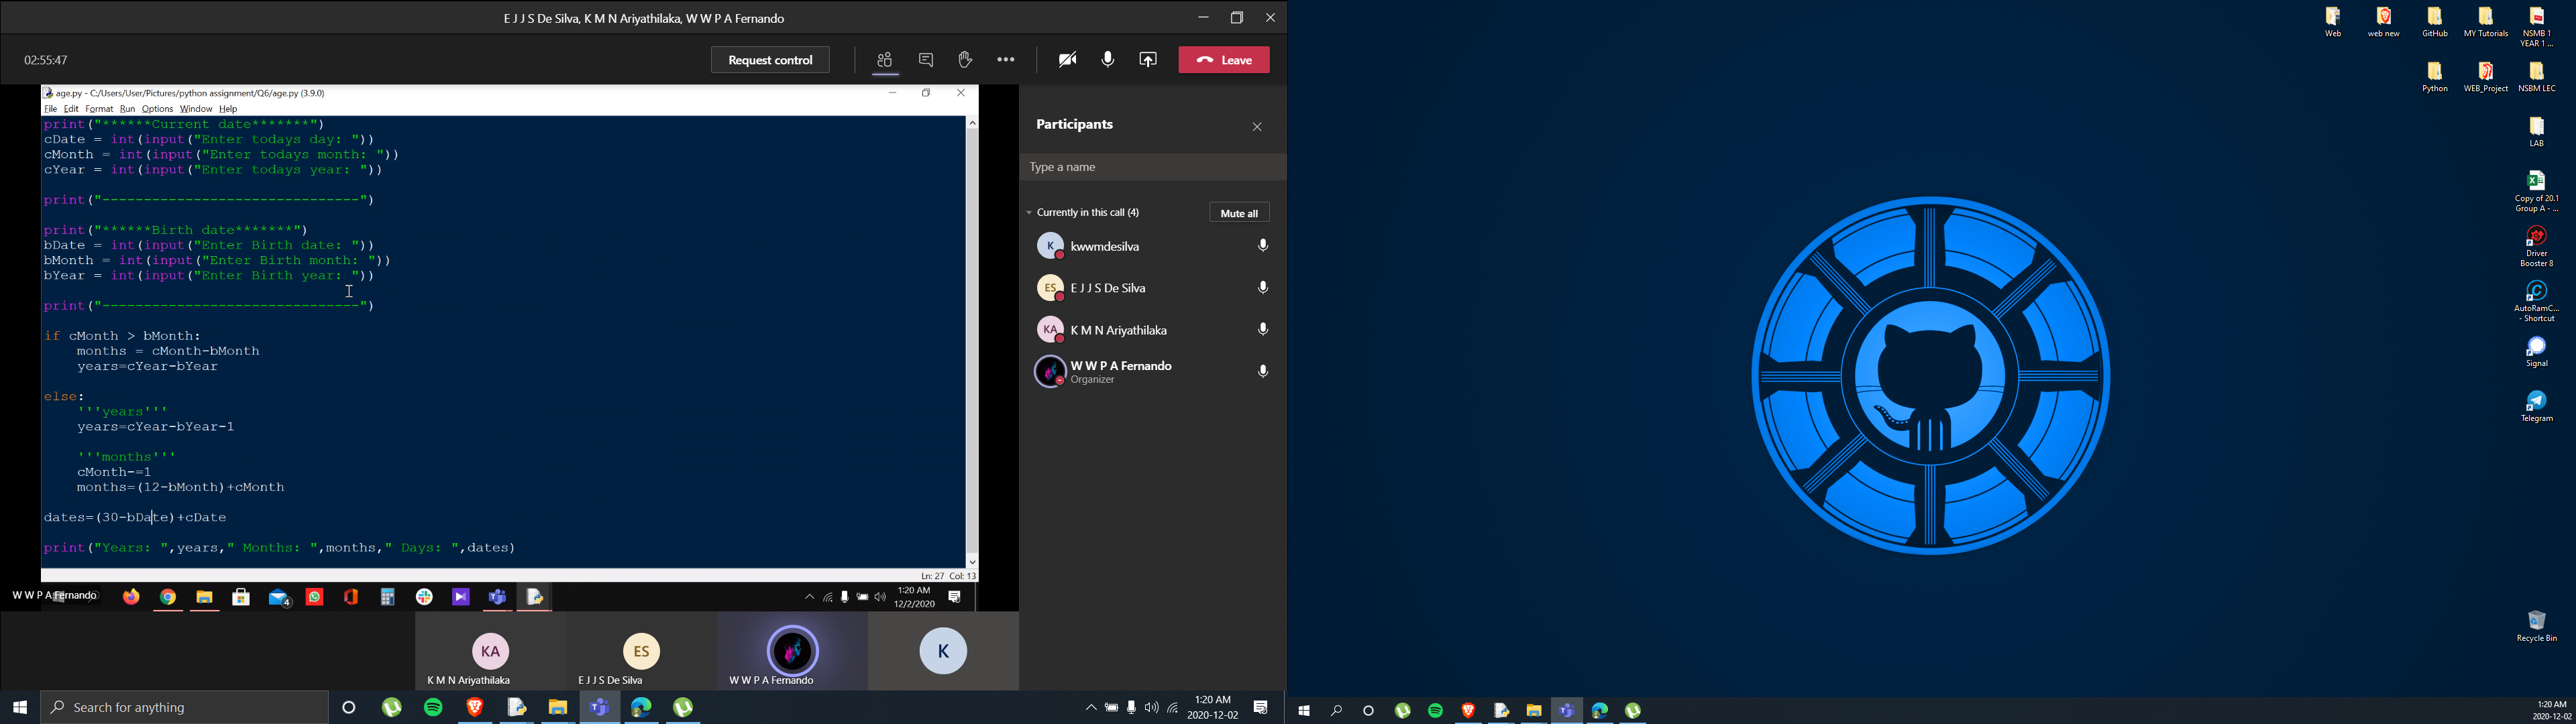 E J J S De Silva, K M N Ariyathilaka, W W P A Fernando
02:55:47
Request control
Leave
age.py - C:/Users/User/Pictures/python assignment/Q6/age.py (3.9.0)
File Edit Format Run Options Window Help
print("******Current date*******")
cDate = int(input("Enter todays day: "))
cMonth = int(input("Enter todays month: "))
cYear = int(input("Enter todays year: "))
print("-------------------------------")
print("******Birth date*******")
bDate = int(input("Enter Birth date: "))
bMonth = int(input("Enter Birth month: "))
bYear = int(input("Enter Birth year: "))
print("-------------------------------")
if cMonth > bMonth:
    months = cMonth-bMonth
    years=cYear-bYear
else:
    '''years'''
    years=cYear-bYear-1
    '''months'''
    cMonth-=1
    months=(12-bMonth)+cMonth
dates=(30-bDate)+cDate
print("Years: ",years," Months: ",months," Days: ",dates)
Ln: 27 Col: 13
W W P A Fernando
4
1:20 AM
12/2/2020
Participants
Type a name
Currently in this call (4)
Mute all
K
kwwmdesilva
ES
E J J S De Silva
KA
K M N Ariyathilaka
W W P A Fernando
Organizer
KA
K M N Ariyathilaka
ES
E J J S De Silva
W W P A Fernando
K
Search for anything
1:20 AM
2020-12-02
Web
web new
GitHub
MY Tutorials
NSMB 1
YEAR 1 ...
Python
WEB_Project
NSBM LEC
LAB
Copy of 20.1
Group A - ...
Driver
Booster 8
AutoRamC...
- Shortcut
Signal
Telegram
Recycle Bin
1:20 AM
2020-12-02